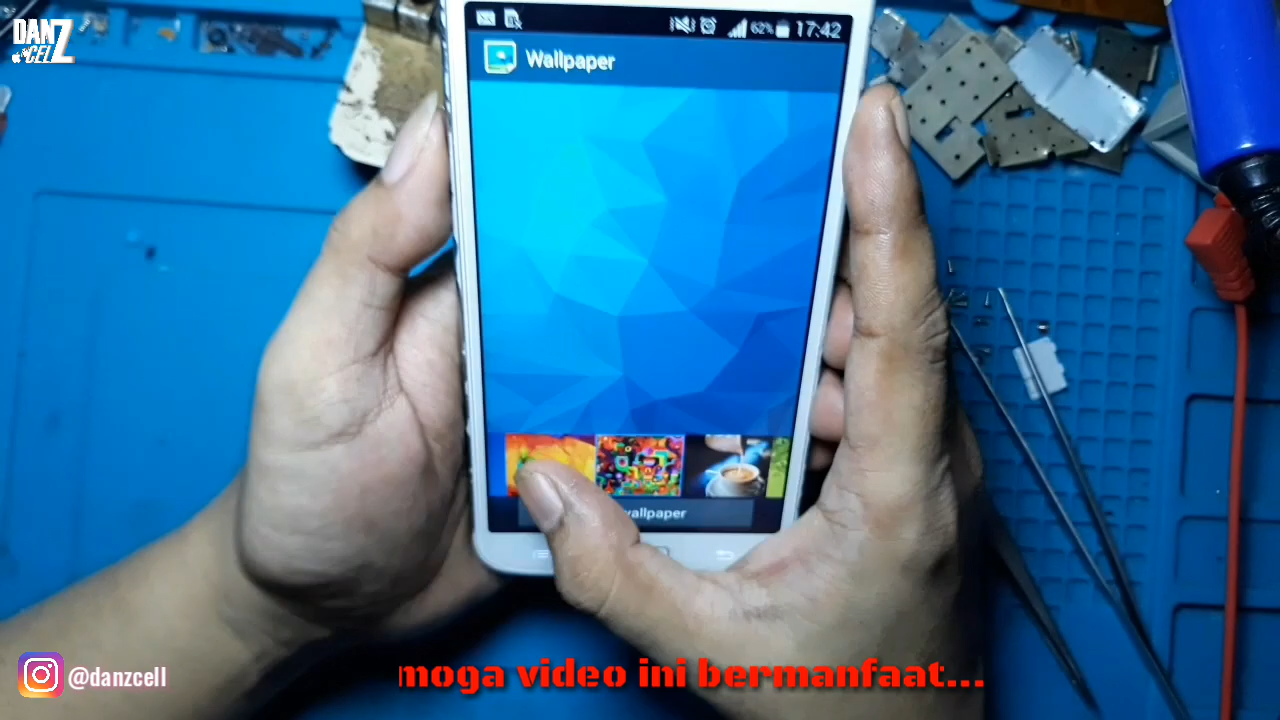 DANZ
CELL
62% 17:42
Wallpaper
wallpaper
@danzcell
moga video ini bermanfaat...